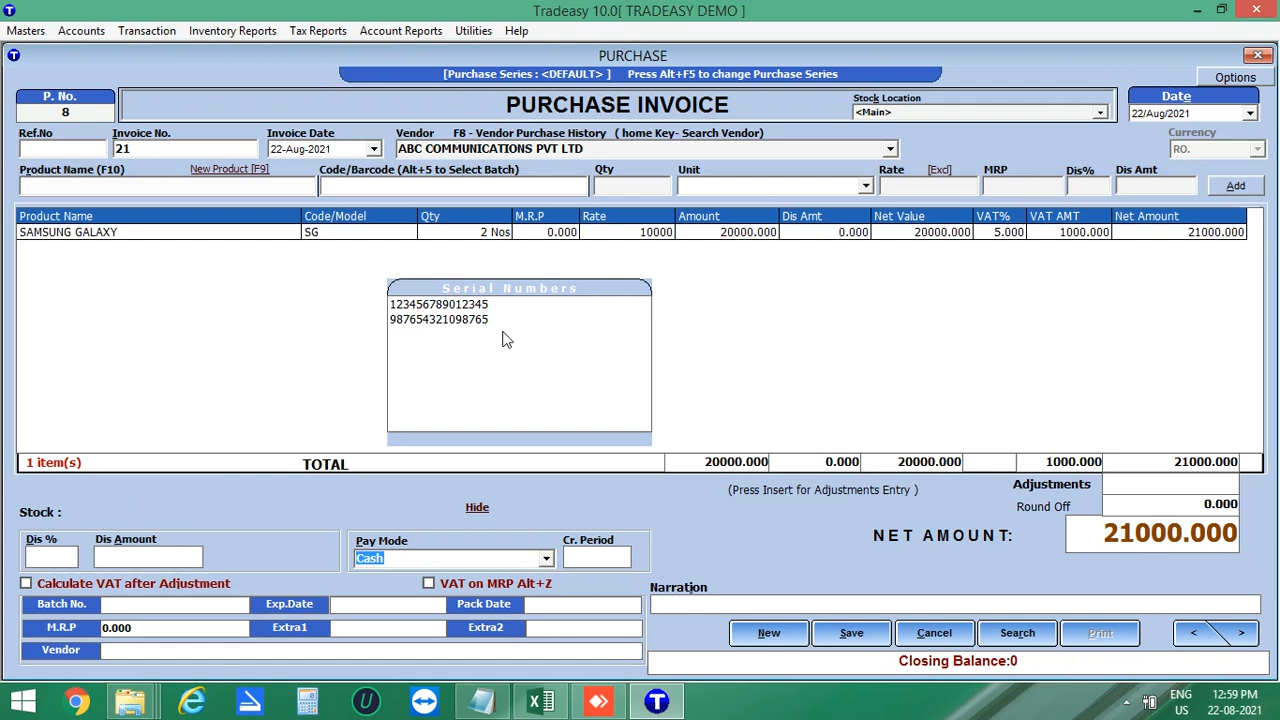 Tradeasy 10.0[ TRADEASY DEMO ]
Masters Accounts Transaction Inventory Reports Tax Reports Account Reports Utilities Help
PURCHASE
[Purchase Series : <DEFAULT> ] Press Alt+F5 to change Purchase Series
Options
P. No.
8
PURCHASE INVOICE
Stock Location
<Main>
Date
22/Aug/2021
Ref.No Invoice No. Invoice Date Vendor F8 - Vendor Purchase History ( home Key- Search Vendor) Currency
21 22-Aug-2021 ABC COMMUNICATIONS PVT LTD RO.
Product Name (F10) New Product [F9] Code/Barcode (Alt+5 to Select Batch) Qty Unit Rate [Excl] MRP Dis% Dis Amt
Add
Product Name Code/Model Qty M.R.P Rate Amount Dis Amt Net Value VAT% VAT AMT Net Amount
SAMSUNG GALAXY SG 2 Nos 0.000 10000 20000.000 0.000 20000.000 5.000 1000.000 21000.000
Serial Numbers
123456789012345
987654321098765
1 item(s) TOTAL 20000.000 0.000 20000.000 1000.000 21000.000
(Press Insert for Adjustments Entry ) Adjustments
Round Off 0.000
Stock : Hide
NET AMOUNT: 21000.000
Dis % Dis Amount Pay Mode Cr. Period
Cash
Calculate VAT after Adjustment VAT on MRP Alt+Z
Narration
Batch No. Exp.Date Pack Date
M.R.P 0.000 Extra1 Extra2
Vendor
New Save Cancel Search Print < >
Closing Balance:0
ENG 12:59 PM
US 22-08-2021